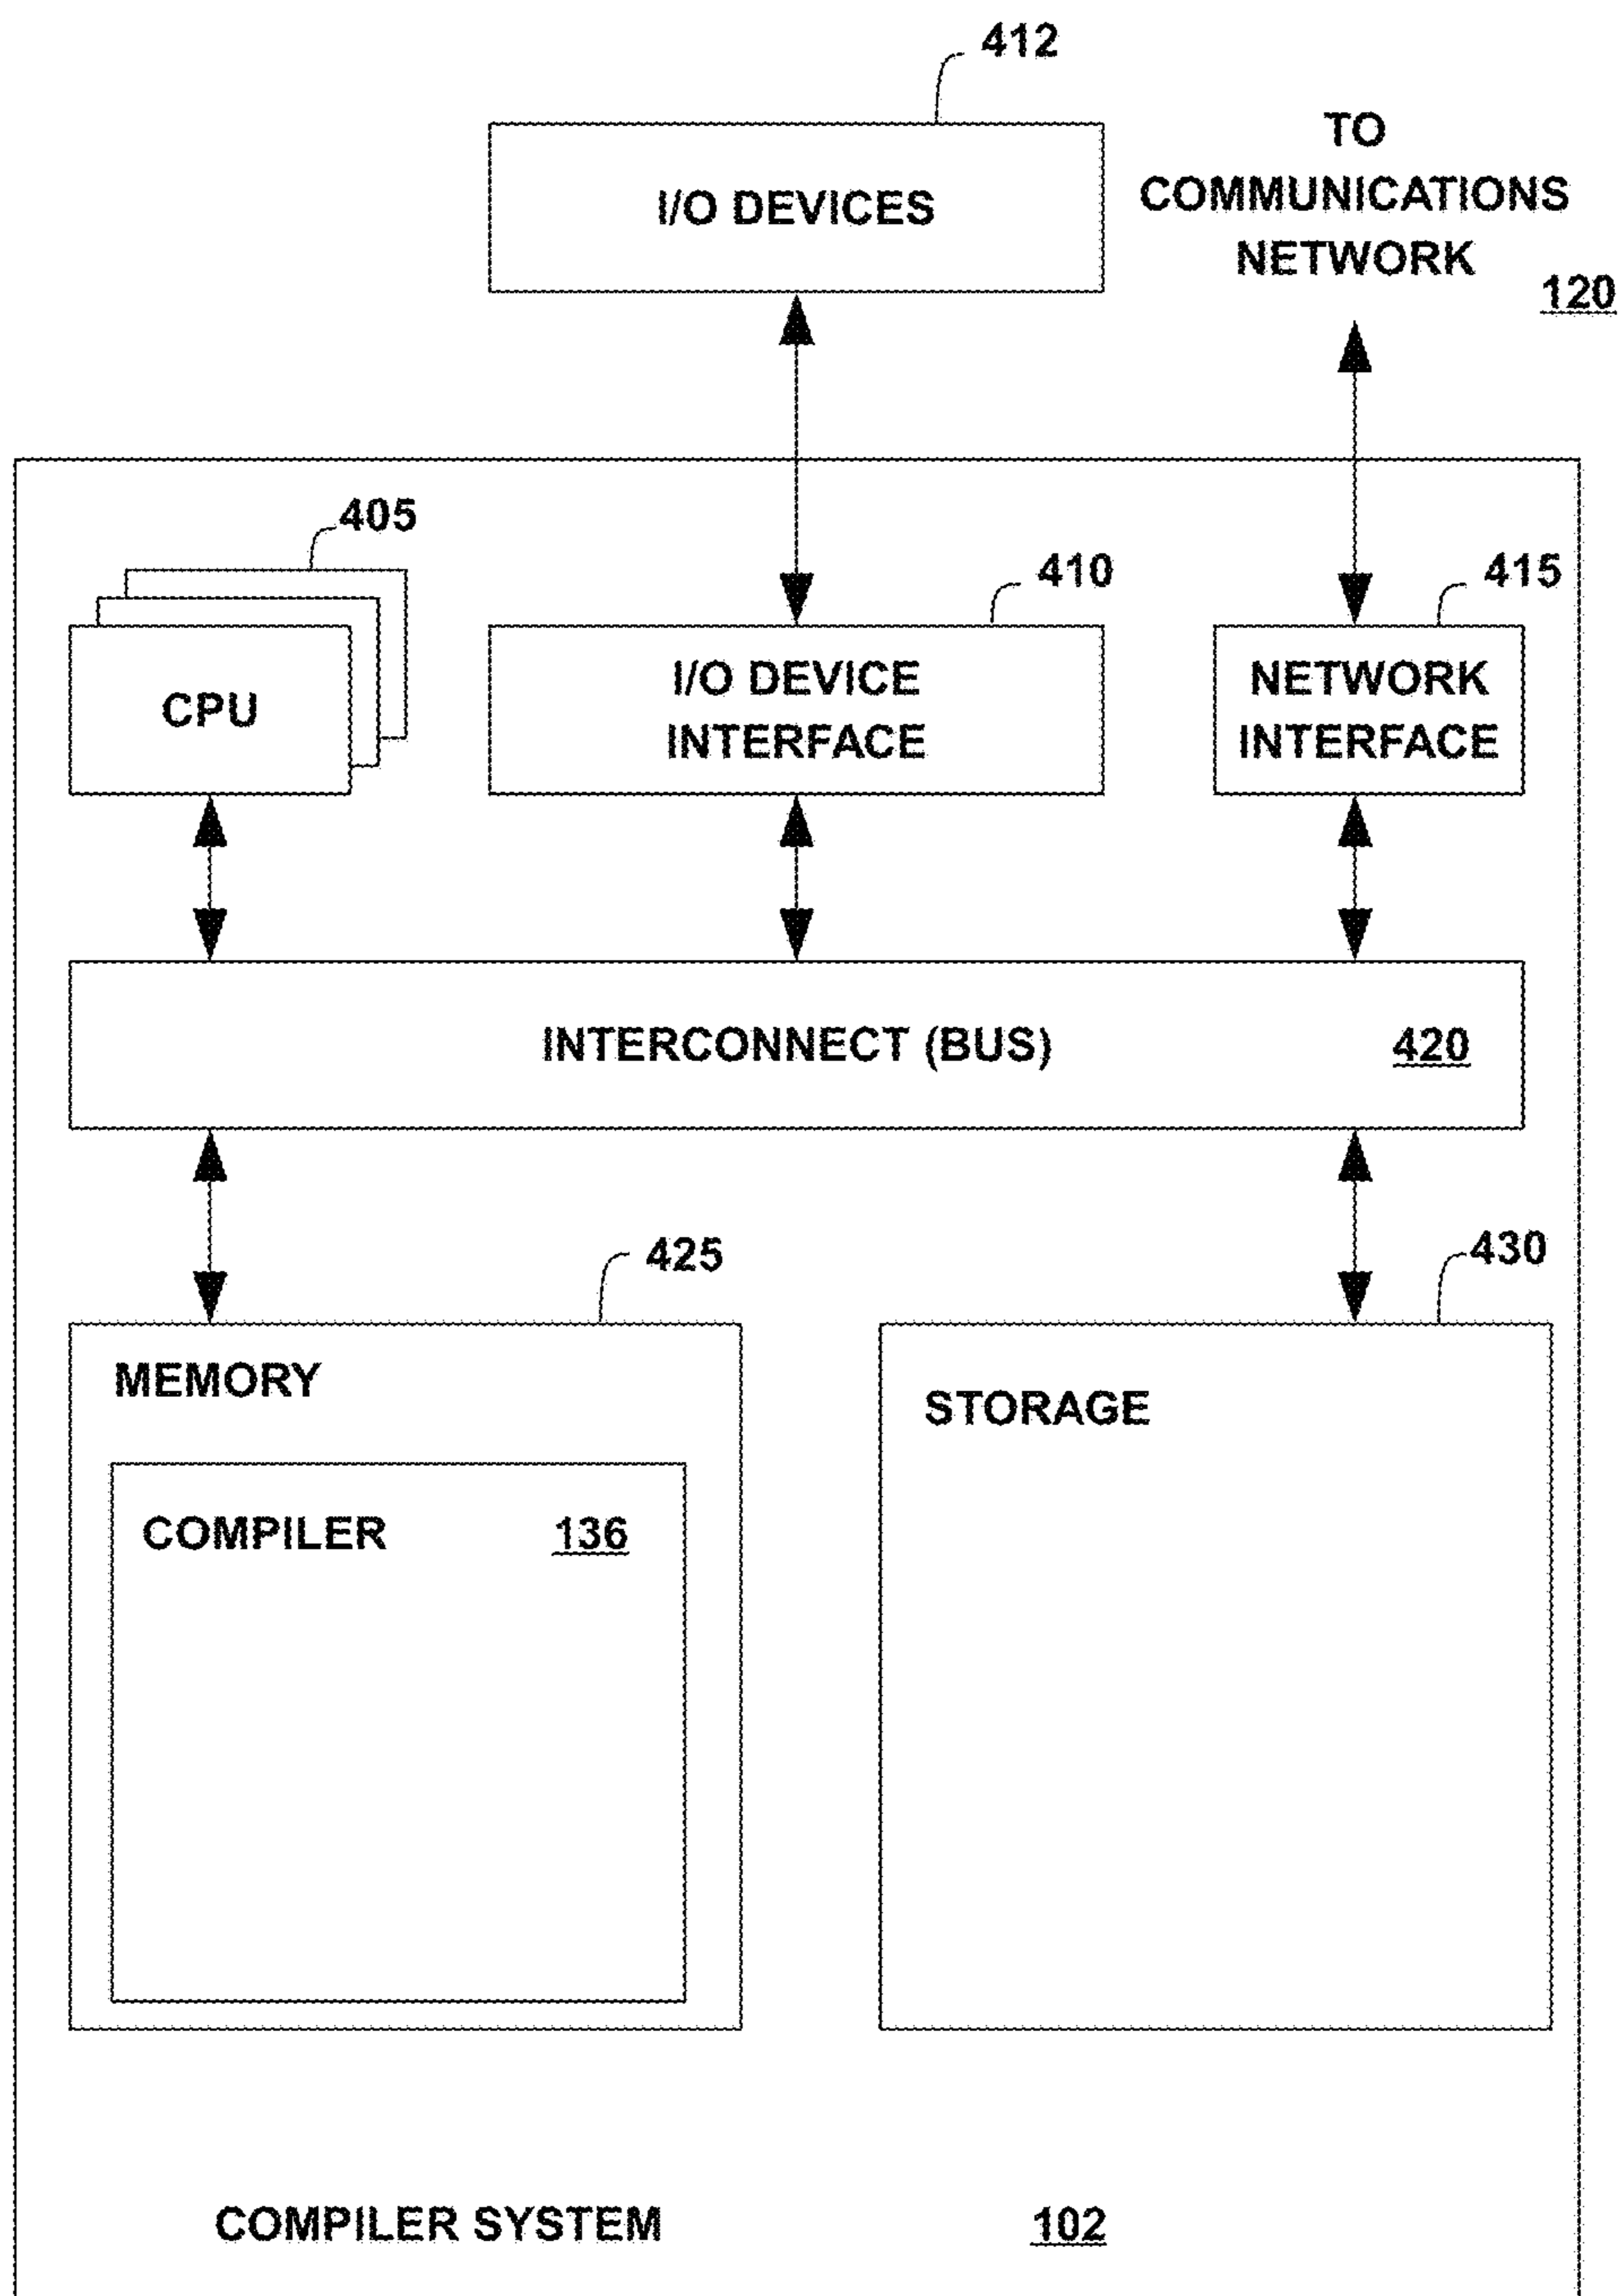 412
I/O DEVICES
TO
COMMUNICATIONS
NETWORK
120
405
410
415
CPU
I/O DEVICE
INTERFACE
NETWORK
INTERFACE
INTERCONNECT (BUS)
420
425
430
MEMORY
STORAGE
COMPILER
136
COMPILER SYSTEM
102